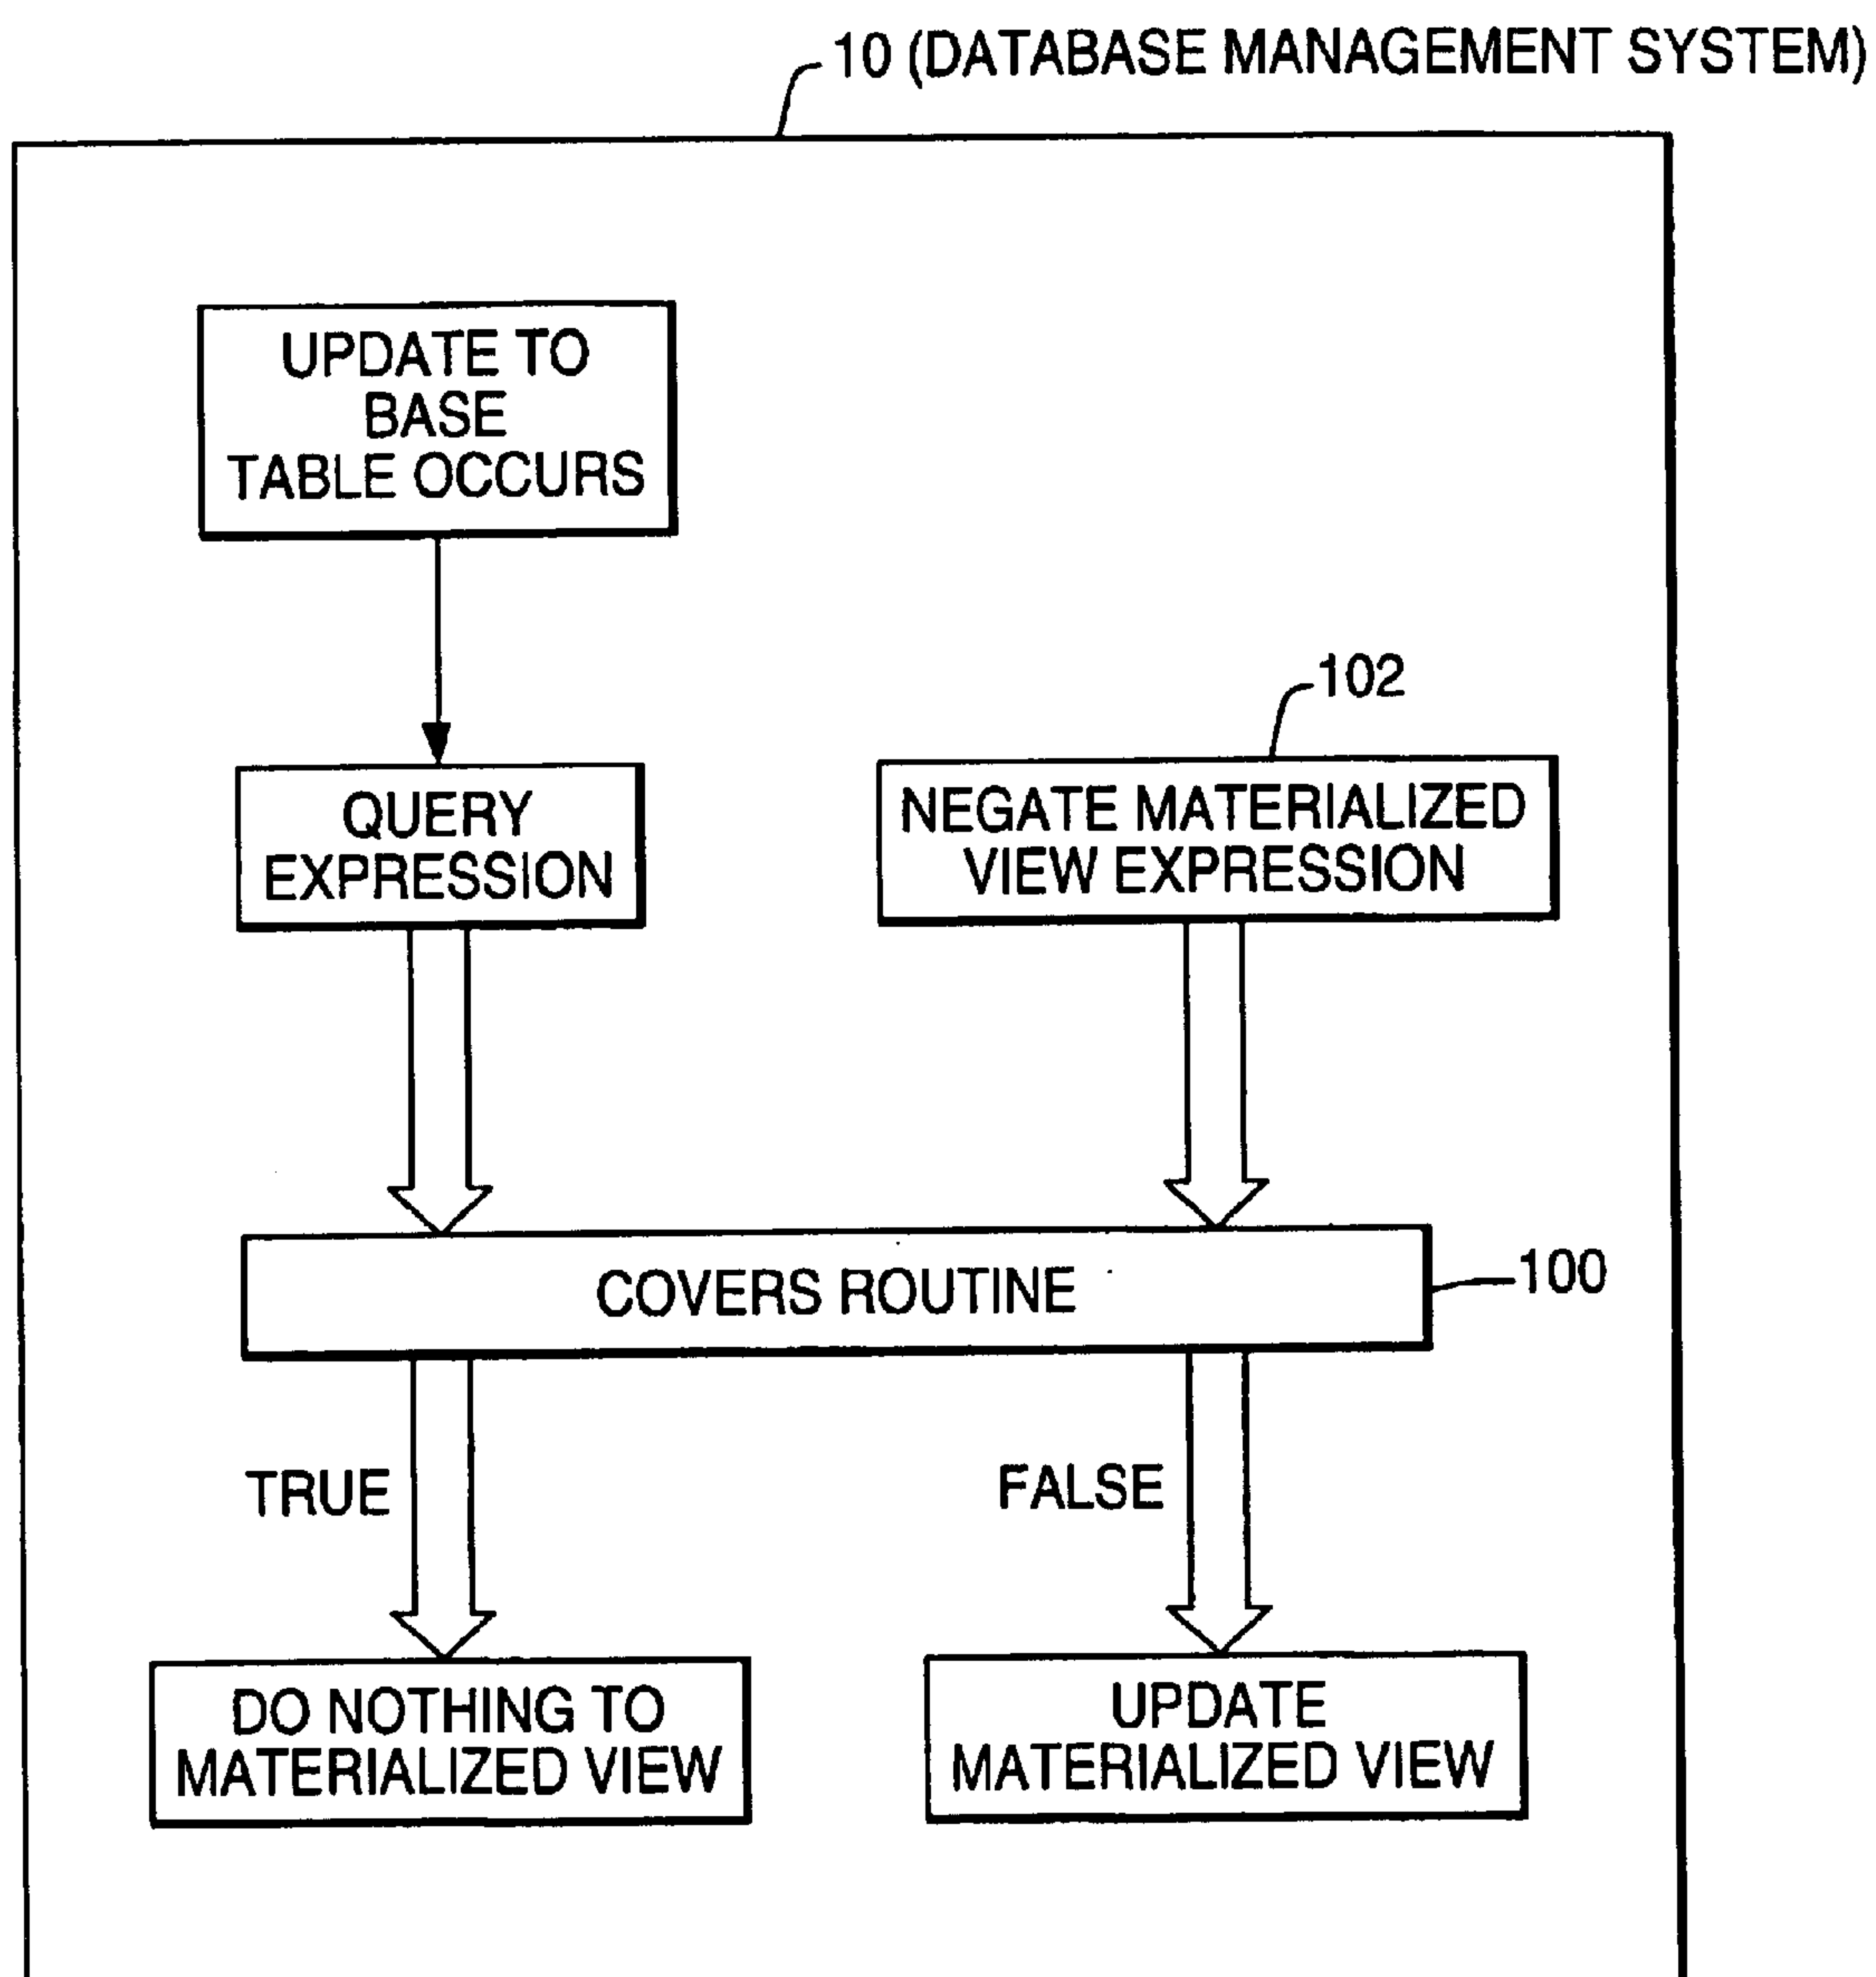 10 (DATABASE MANAGEMENT SYSTEM)
UPDATE TO
BASE
TABLE OCCURS
102
QUERY
EXPRESSION
NEGATE MATERIALIZED
VIEW EXPRESSION
COVERS ROUTINE
100
TRUE
FALSE
DO NOTHING TO
MATERIALIZED VIEW
UPDATE
MATERIALIZED VIEW